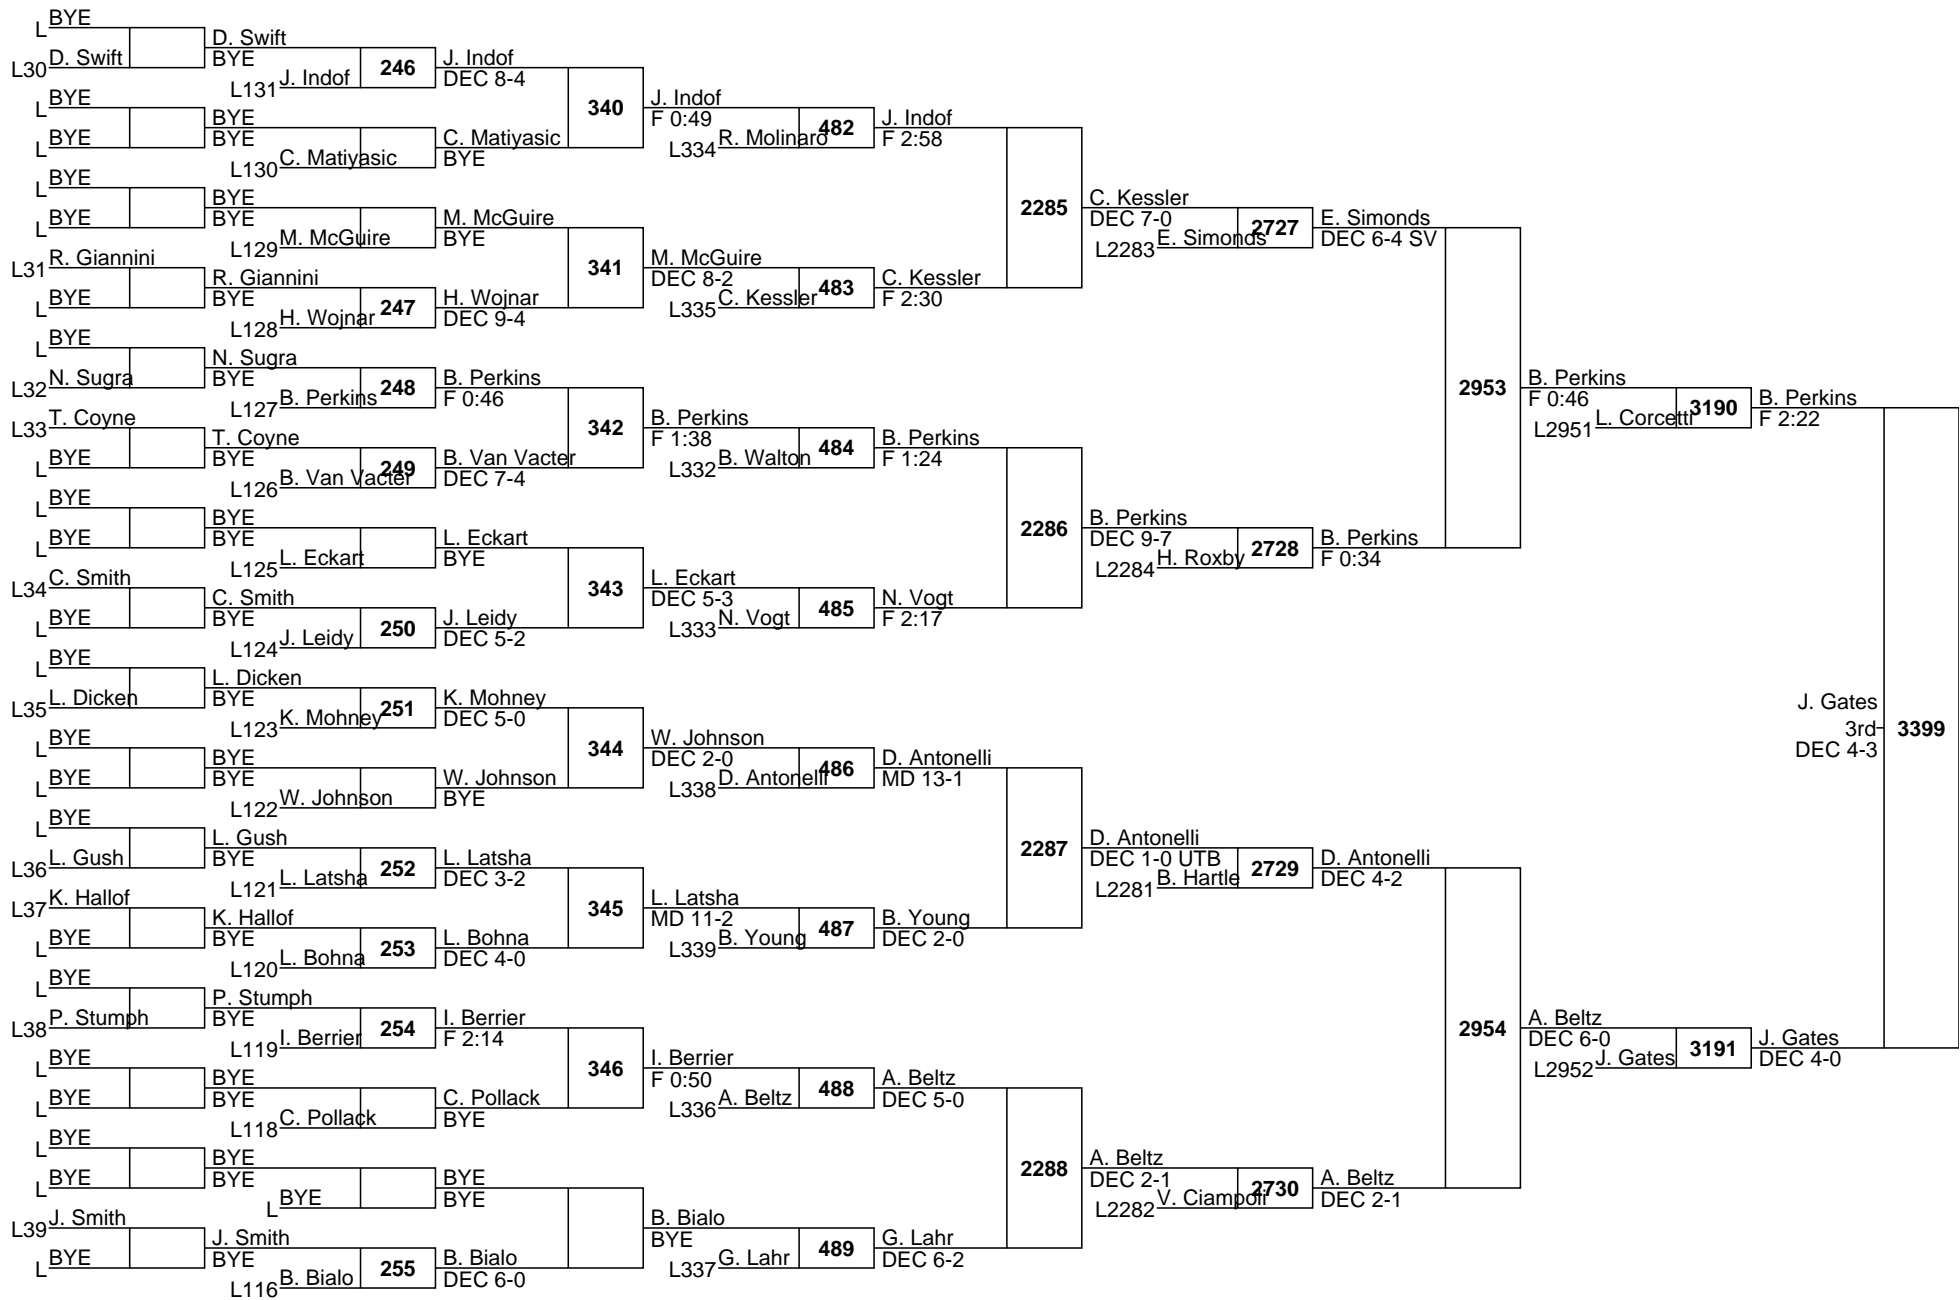 BYE
L
D. Swift
L30
D. Swift
BYE
J. Indof
L131
246
J. Indof
DEC 8-4
BYE
L
BYE
L
BYE
BYE
C. Matiyasic
L130
C. Matiyasic
BYE
340
J. Indof
F 0:49
R. Molinaro
L334
482
J. Indof
F 2:58
BYE
L
BYE
L
BYE
BYE
M. McGuire
L129
M. McGuire
BYE
R. Giannini
L31
BYE
L
R. Giannini
BYE
H. Wojnar
L128
247
H. Wojnar
DEC 9-4
341
M. McGuire
DEC 8-2
C. Kessler
L335
483
C. Kessler
F 2:30
2285
C. Kessler
DEC 7-0
E. Simonds
L2283
2727
E. Simonds
DEC 6-4 SV
BYE
L
N. Sugra
L32
N. Sugra
BYE
B. Perkins
L127
248
B. Perkins
F 0:46
T. Coyne
L33
BYE
L
T. Coyne
BYE
B. Van Vacter
L126
249
B. Van Vacter
DEC 7-4
342
B. Perkins
F 1:38
B. Walton
L332
484
B. Perkins
F 1:24
BYE
L
BYE
L
BYE
BYE
L. Eckart
L125
L. Eckart
BYE
C. Smith
L34
BYE
L
C. Smith
BYE
J. Leidy
L124
250
J. Leidy
DEC 5-2
343
L. Eckart
DEC 5-3
N. Vogt
L333
485
N. Vogt
F 2:17
2286
B. Perkins
DEC 9-7
H. Roxby
L2284
2728
B. Perkins
F 0:34
2953
B. Perkins
F 0:46
L. Corcetti
L2951
3190
B. Perkins
F 2:22
BYE
L
L. Dicken
L35
L. Dicken
BYE
K. Mohney
L123
251
K. Mohney
DEC 5-0
BYE
L
BYE
L
BYE
BYE
W. Johnson
L122
W. Johnson
BYE
344
W. Johnson
DEC 2-0
D. Antonelli
L338
486
D. Antonelli
MD 13-1
BYE
L
L. Gush
L36
L. Gush
BYE
L. Latsha
L121
252
L. Latsha
DEC 3-2
K. Hallof
L37
BYE
L
K. Hallof
BYE
L. Bohna
L120
253
L. Bohna
DEC 4-0
345
L. Latsha
MD 11-2
B. Young
L339
487
B. Young
DEC 2-0
2287
D. Antonelli
DEC 1-0 UTB
B. Hartle
L2281
2729
D. Antonelli
DEC 4-2
BYE
L
P. Stumph
L38
P. Stumph
BYE
I. Berrier
L119
254
I. Berrier
F 2:14
BYE
L
BYE
L
BYE
BYE
C. Pollack
L118
C. Pollack
BYE
346
I. Berrier
F 0:50
A. Beltz
L336
488
A. Beltz
DEC 5-0
BYE
L
BYE
L
BYE
BYE
BYE
L
BYE
BYE
J. Smith
L39
BYE
L
J. Smith
BYE
B. Bialo
L116
255
B. Bialo
DEC 6-0
B. Bialo
BYE
G. Lahr
L337
489
G. Lahr
DEC 6-2
2288
A. Beltz
DEC 2-1
V. Ciampoli
L2282
2730
A. Beltz
DEC 2-1
2954
A. Beltz
DEC 6-0
J. Gates
L2952
3191
J. Gates
DEC 4-0
J. Gates
3rd
DEC 4-3
3399